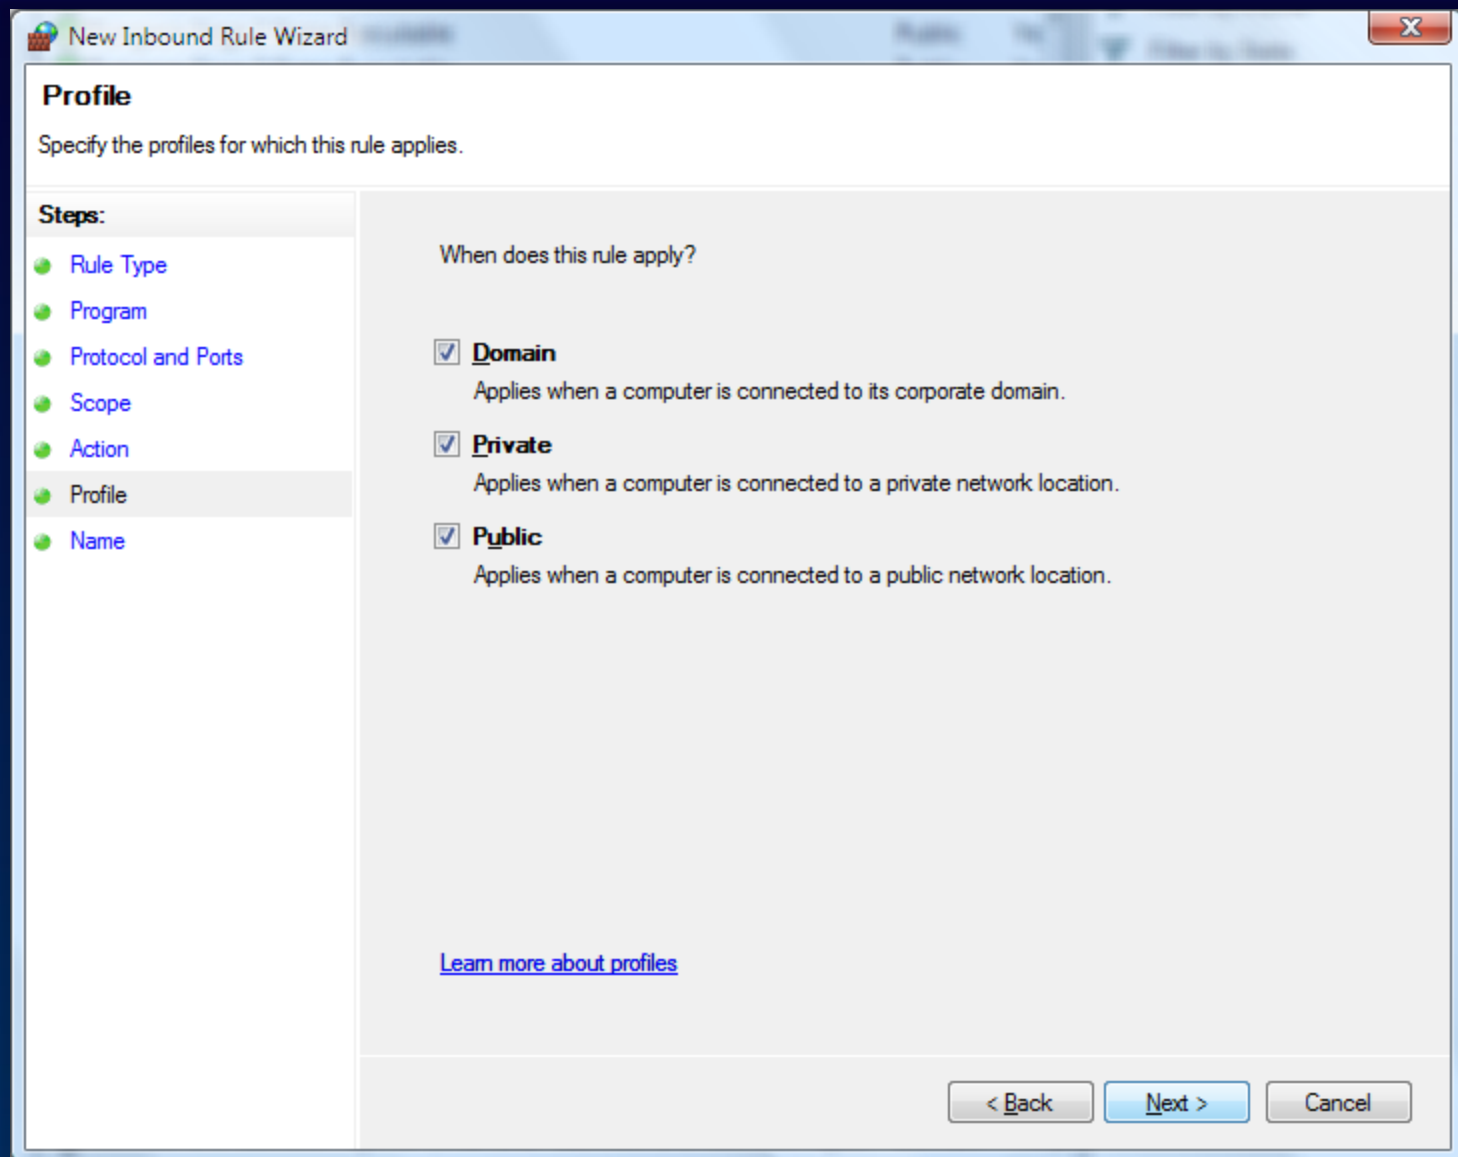 New Inbound Rule Wizard
Profile
Specify the profiles for which this rule applies.
Steps:
Rule Type
Program
Protocol and Ports
Scope
Action
Profile
Name
When does this rule apply?
Domain
Applies when a computer is connected to its corporate domain.
Private
Applies when a computer is connected to a private network location.
Public
Applies when a computer is connected to a public network location.
Learn more about profiles
< Back
Next >
Cancel